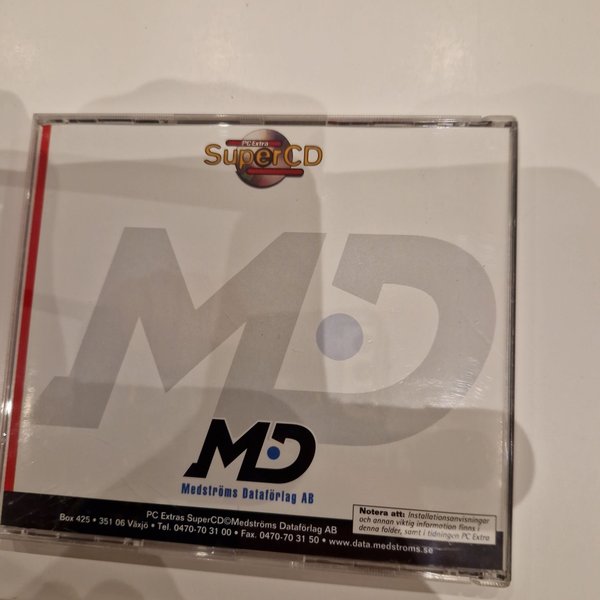 PC Extra
SuperCD
MD
MD
Medströms Dataförlag AB
PC Extras SuperCD©Medströms Dataförlag AB
Box 425 • 351 06 Växjö • Tel. 0470-70 31 00 • Fax. 0470-70 31 50 • www.data.medstroms.se
Notera att: Installationsanvisningar
och annan viktig information finns i
denna folder, samt i tidningen PC Extra